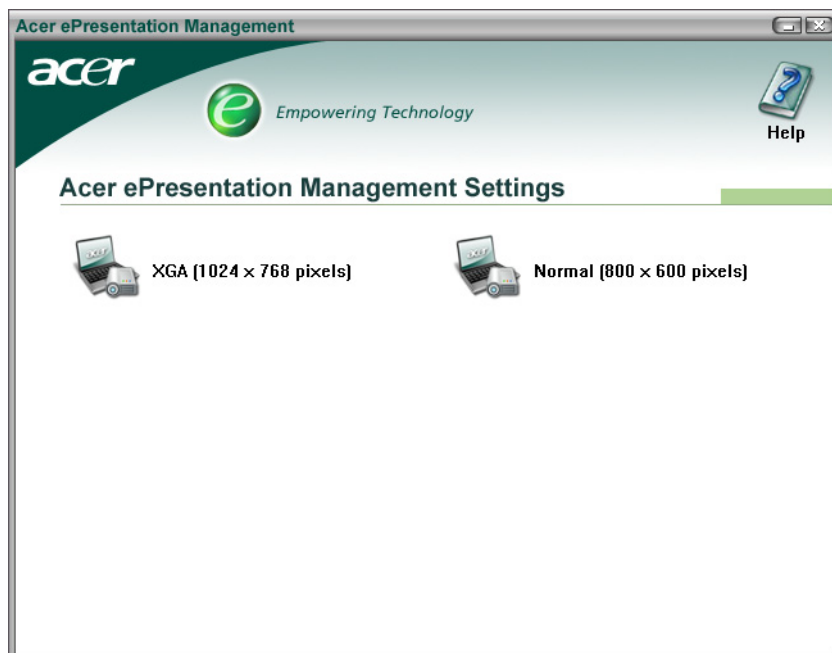 Acer ePresentation Management
acer
e Empowering Technology
Help
Acer ePresentation Management Settings
XGA (1024 x 768 pixels)
Normal (800 x 600 pixels)